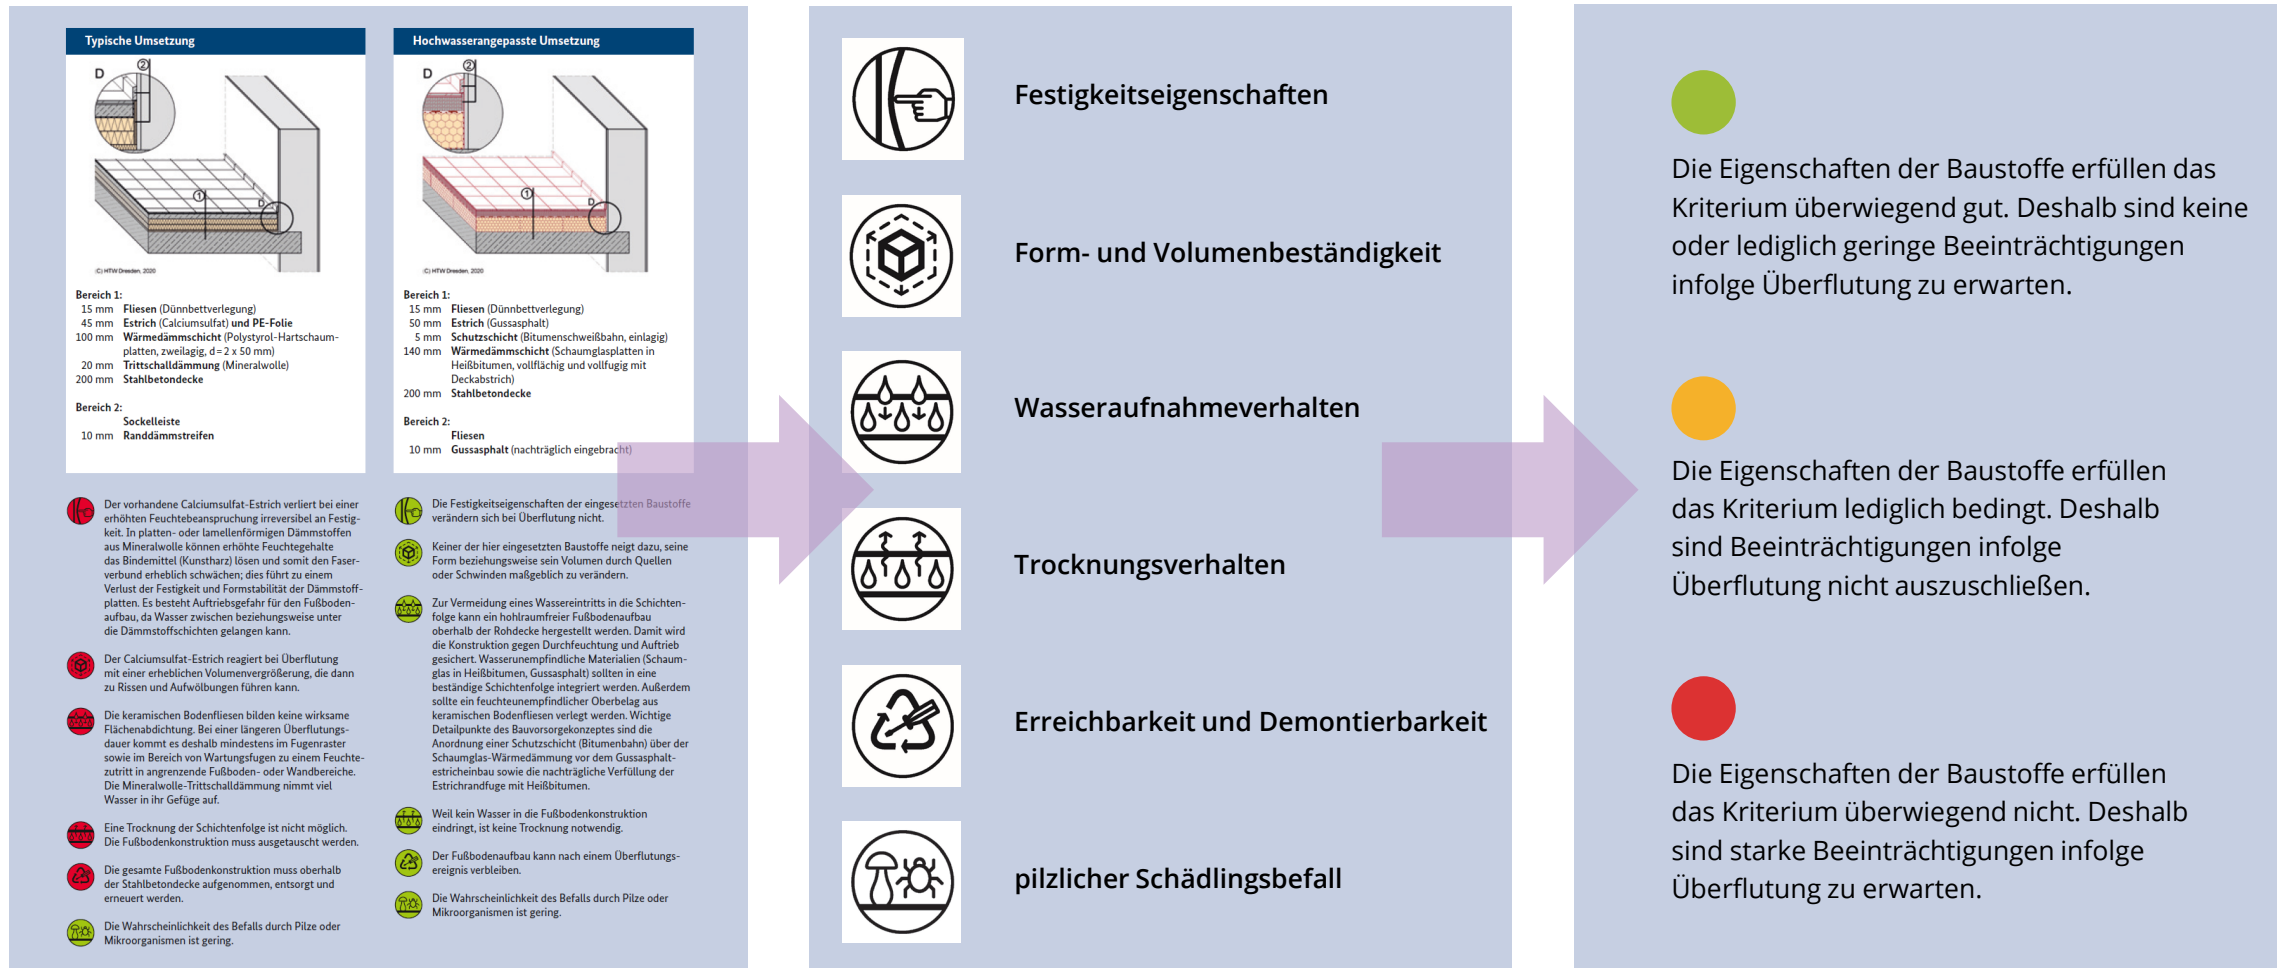 Typische Umsetzung
D
2
1
D
(C) HTW Dresden, 2020
Bereich 1:
15 mm Fliesen (Dünnbettverlegung)
45 mm Estrich (Calciumsulfat) und PE-Folie
100 mm Wärmedämmschicht (Polystyrol-Hartschaum-
platten, zweilagig, d = 2 x 50 mm)
20 mm Trittschalldämmung (Mineralwolle)
200 mm Stahlbetondecke
Bereich 2:
Sockelleiste
10 mm Randdämmstreifen
Der vorhandene Calciumsulfat-Estrich verliert bei einer
erhöhten Feuchtebeanspruchung irreversibel an Festig-
keit. In platten- oder lamellenförmigen Dämmstoffen
aus Mineralwolle können erhöhte Feuchtegehalte
das Bindemittel (Kunstharz) lösen und somit den Faser-
verbund erheblich schwächen; dies führt zu einem
Verlust der Festigkeit und Formstabilität der Dämmstoff-
platten. Es besteht Auftriebsgefahr für den Fußboden-
aufbau, da Wasser zwischen beziehungsweise unter
die Dämmstoffschichten gelangen kann.
Der Calciumsulfat-Estrich reagiert bei Überflutung
mit einer erheblichen Volumenvergrößerung, die dann
zu Rissen und Aufwölbungen führen kann.
Die keramischen Bodenfliesen bilden keine wirksame
Flächenabdichtung. Bei einer längeren Überflutungs-
dauer kommt es deshalb mindestens im Fugenraster
sowie im Bereich von Wartungsfugen zu einem Feuchte-
zutritt in angrenzende Fußboden- oder Wandbereiche.
Die Mineralwolle-Trittschalldämmung nimmt viel
Wasser in ihr Gefüge auf.
Eine Trocknung der Schichtenfolge ist nicht möglich.
Die Fußbodenkonstruktion muss ausgetauscht werden.
Die gesamte Fußbodenkonstruktion muss oberhalb
der Stahlbetondecke aufgenommen, entsorgt und
erneuert werden.
Die Wahrscheinlichkeit des Befalls durch Pilze oder
Mikroorganismen ist gering.
Hochwasserangepasste Umsetzung
D
2
1
D
(C) HTW Dresden, 2020
Bereich 1:
15 mm Fliesen (Dünnbettverlegung)
50 mm Estrich (Gussasphalt)
5 mm Schutzschicht (Bitumenschweißbahn, einlagig)
140 mm Wärmedämmschicht (Schaumglasplatten in
Heißbitumen, vollflächig und vollfugig mit
Deckabstrich)
200 mm Stahlbetondecke
Bereich 2:
Fliesen
10 mm Gussasphalt (nachträglich eingebracht)
Die Festigkeitseigenschaften der eingesetzten Baustoffe
verändern sich bei Überflutung nicht.
Keiner der hier eingesetzten Baustoffe neigt dazu, seine
Form beziehungsweise sein Volumen durch Quellen
oder Schwinden maßgeblich zu verändern.
Zur Vermeidung eines Wassereintritts in die Schichten-
folge kann ein hohlraumfreier Fußbodenaufbau
oberhalb der Rohdecke hergestellt werden. Damit wird
die Konstruktion gegen Durchfeuchtung und Auftrieb
gesichert. Wasserunempfindliche Materialien (Schaum-
glas in Heißbitumen, Gussasphalt) sollten in eine
beständige Schichtenfolge integriert werden. Außerdem
sollte ein feuchteunempfindlicher Oberbelag aus
keramischen Bodenfliesen verlegt werden. Wichtige
Detailpunkte des Bauvorsorgekonzeptes sind die
Anordnung einer Schutzschicht (Bitumenbahn) über der
Schaumglas-Wärmedämmung vor dem Gussasphalt-
estricheinbau sowie die nachträgliche Verfüllung der
Estrichrandfuge mit Heißbitumen.
Weil kein Wasser in die Fußbodenkonstruktion
eindringt, ist keine Trocknung notwendig.
Der Fußbodenaufbau kann nach einem Überflutungs-
ereignis verbleiben.
Die Wahrscheinlichkeit des Befalls durch Pilze oder
Mikroorganismen ist gering.
Festigkeitseigenschaften
Form- und Volumenbeständigkeit
Wasseraufnahmeverhalten
Trocknungsverhalten
Erreichbarkeit und Demontierbarkeit
pilzlicher Schädlingsbefall
Die Eigenschaften der Baustoffe erfüllen das
Kriterium überwiegend gut. Deshalb sind keine
oder lediglich geringe Beeinträchtigungen
infolge Überflutung zu erwarten.
Die Eigenschaften der Baustoffe erfüllen
das Kriterium lediglich bedingt. Deshalb
sind Beeinträchtigungen infolge
Überflutung nicht auszuschließen.
Die Eigenschaften der Baustoffe erfüllen
das Kriterium überwiegend nicht. Deshalb
sind starke Beeinträchtigungen infolge
Überflutung zu erwarten.